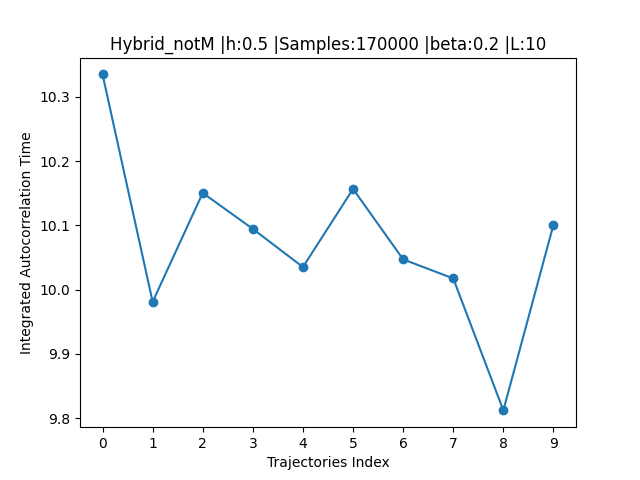 Hybrid_notM |h:0.5 |Samples:170000 |beta:0.2 |L:10
Integrated Autocorrelation Time
10.3
10.2
10.1
10.0
9.9
9.8
0 1 2 3 4 5 6 7 8 9
Trajectories Index